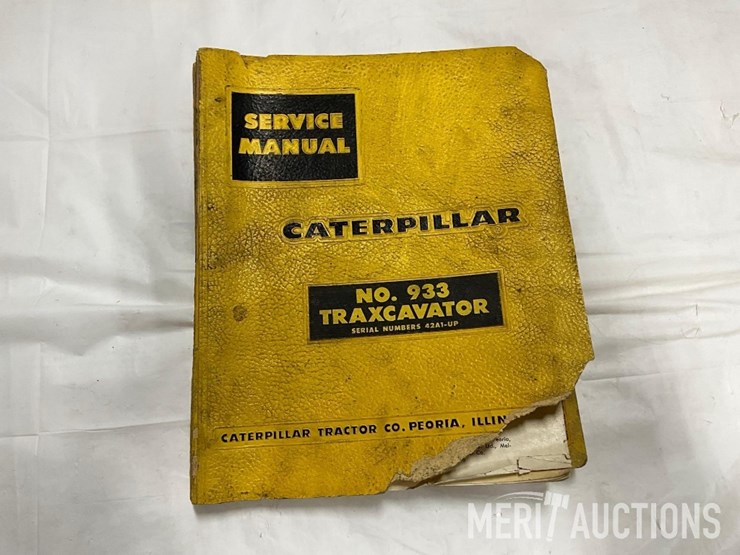 SERVICE
MANUAL
CATERPILLAR
NO. 933
TRAXCAVATOR
SERIAL NUMBERS 42A1-UP
CATERPILLAR TRACTOR CO. PEORIA, ILLIN
MERIT AUCTIONS